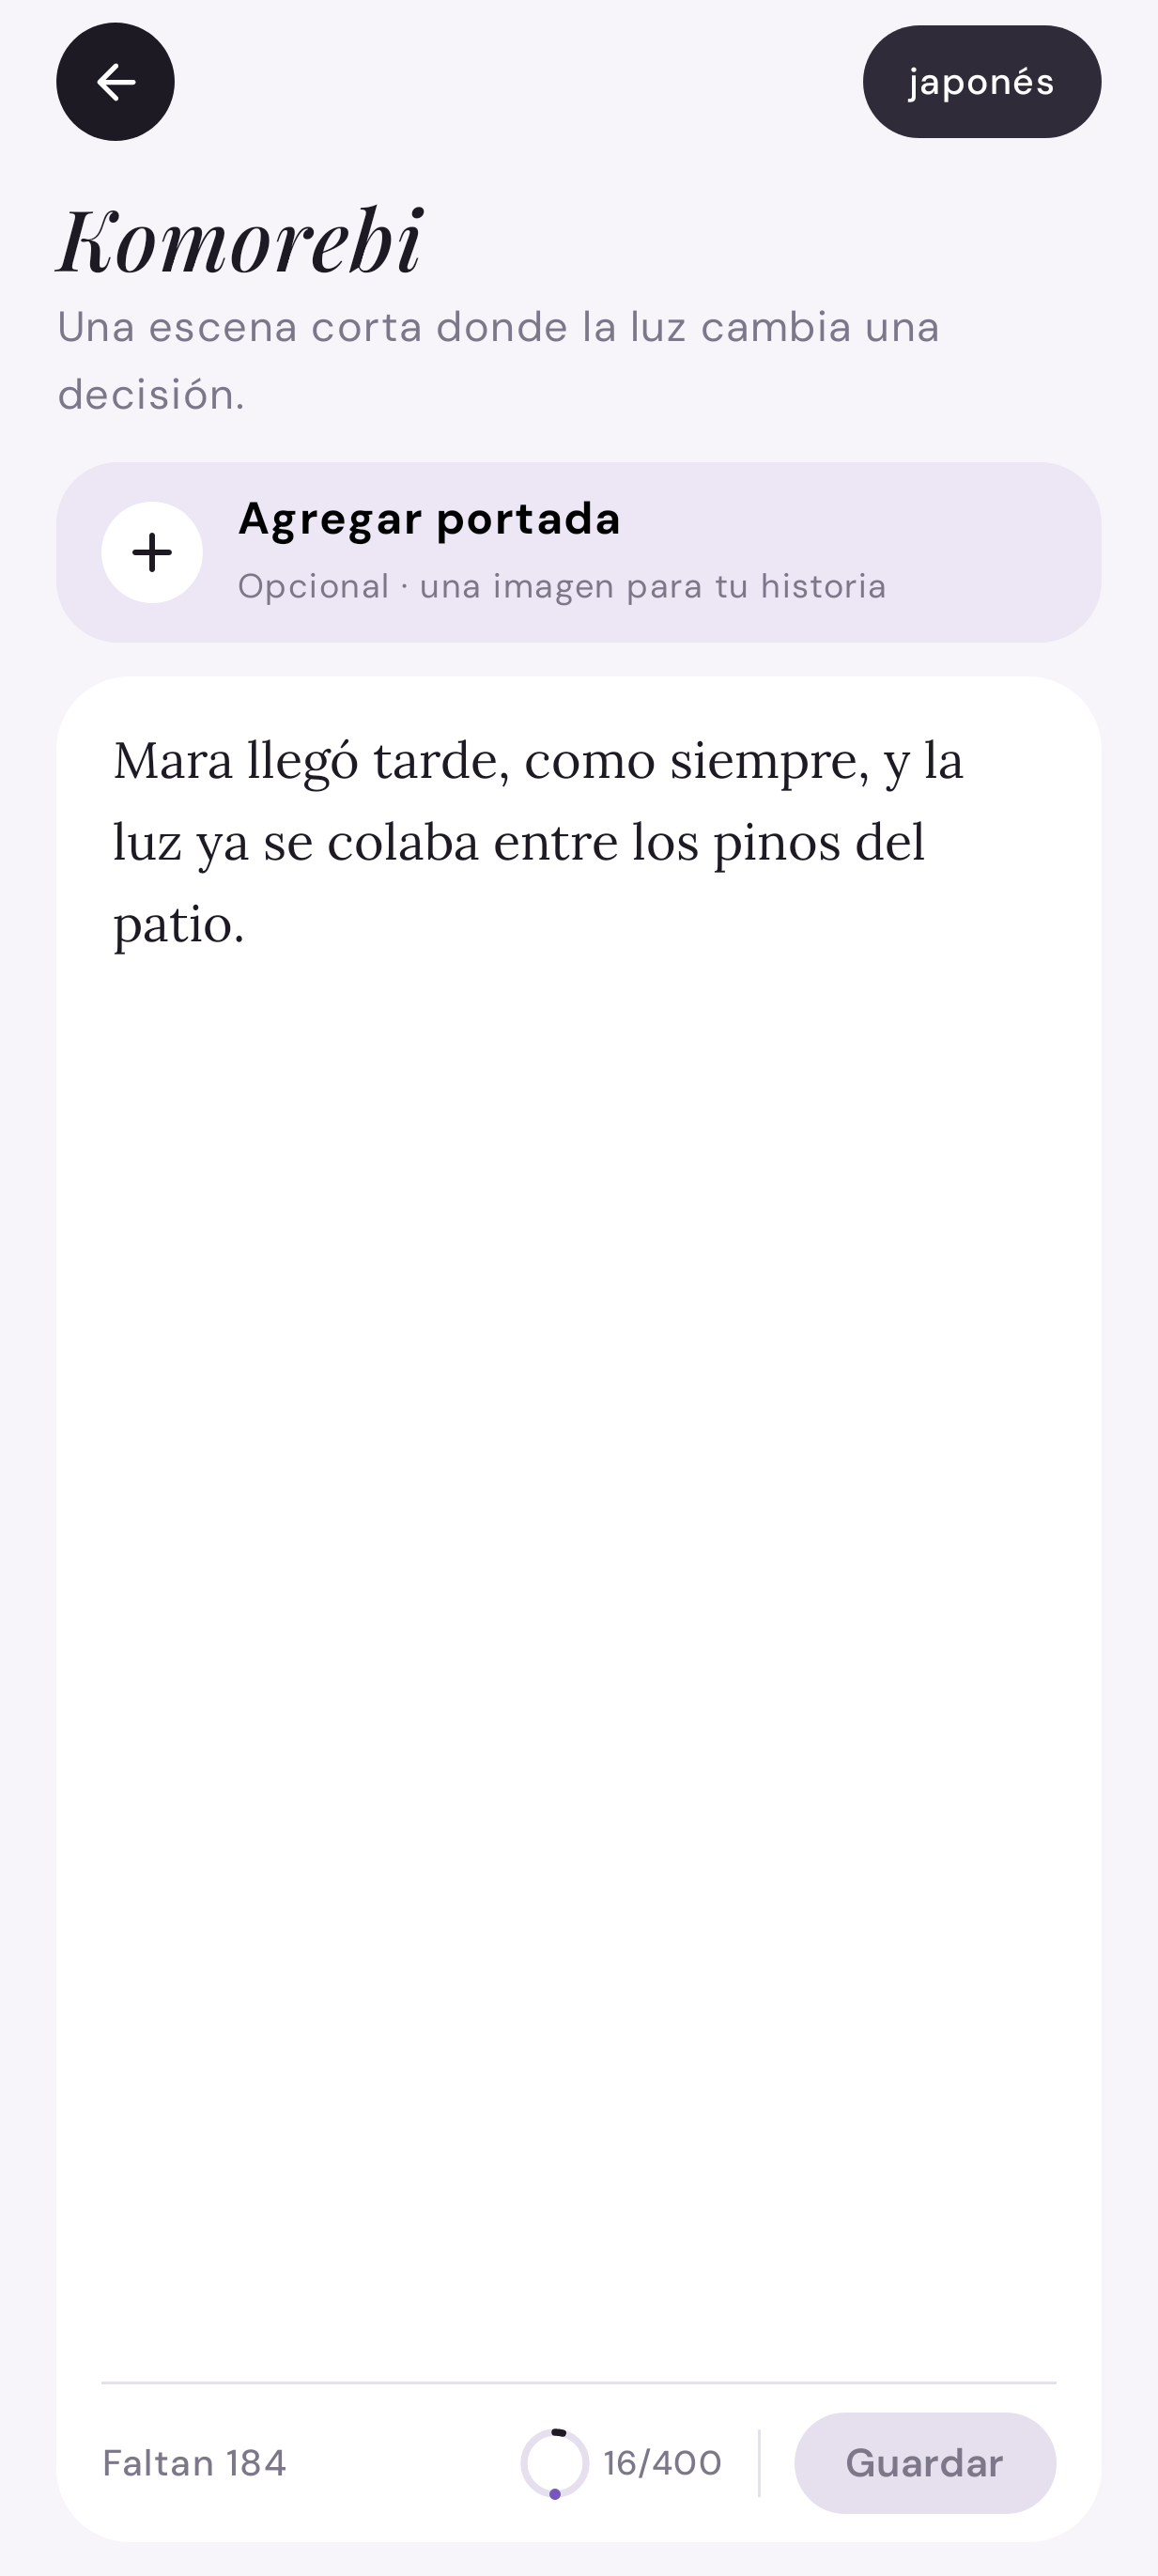 japonés
Komorebi
Una escena corta donde la luz cambia una
decisión.
Agregar portada
Opcional · una imagen para tu historia
Mara llegó tarde, como siempre, y la
luz ya se colaba entre los pinos del
patio.
Faltan 184
16/400
Guardar